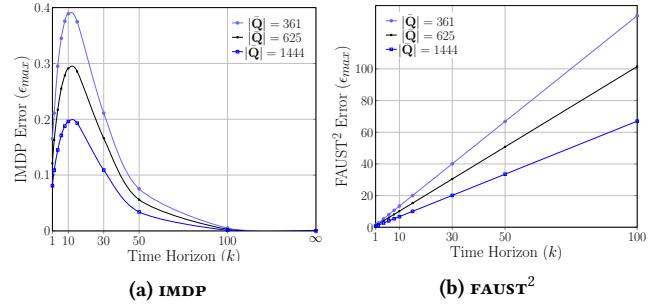 0.4
0.3
0.2
0.1
0
IMDP Error (ϵ_max)
|Q̄| = 361
|Q̄| = 625
|Q̄| = 1444
1 10 30 50 100 ∞
Time Horizon (k)
(a) IMDP
100
80
60
40
20
0
FAUST² Error (ϵ_max)
|Q̄| = 361
|Q̄| = 625
|Q̄| = 1444
1 10 30 50 100
Time Horizon (k)
(b) FAUST²